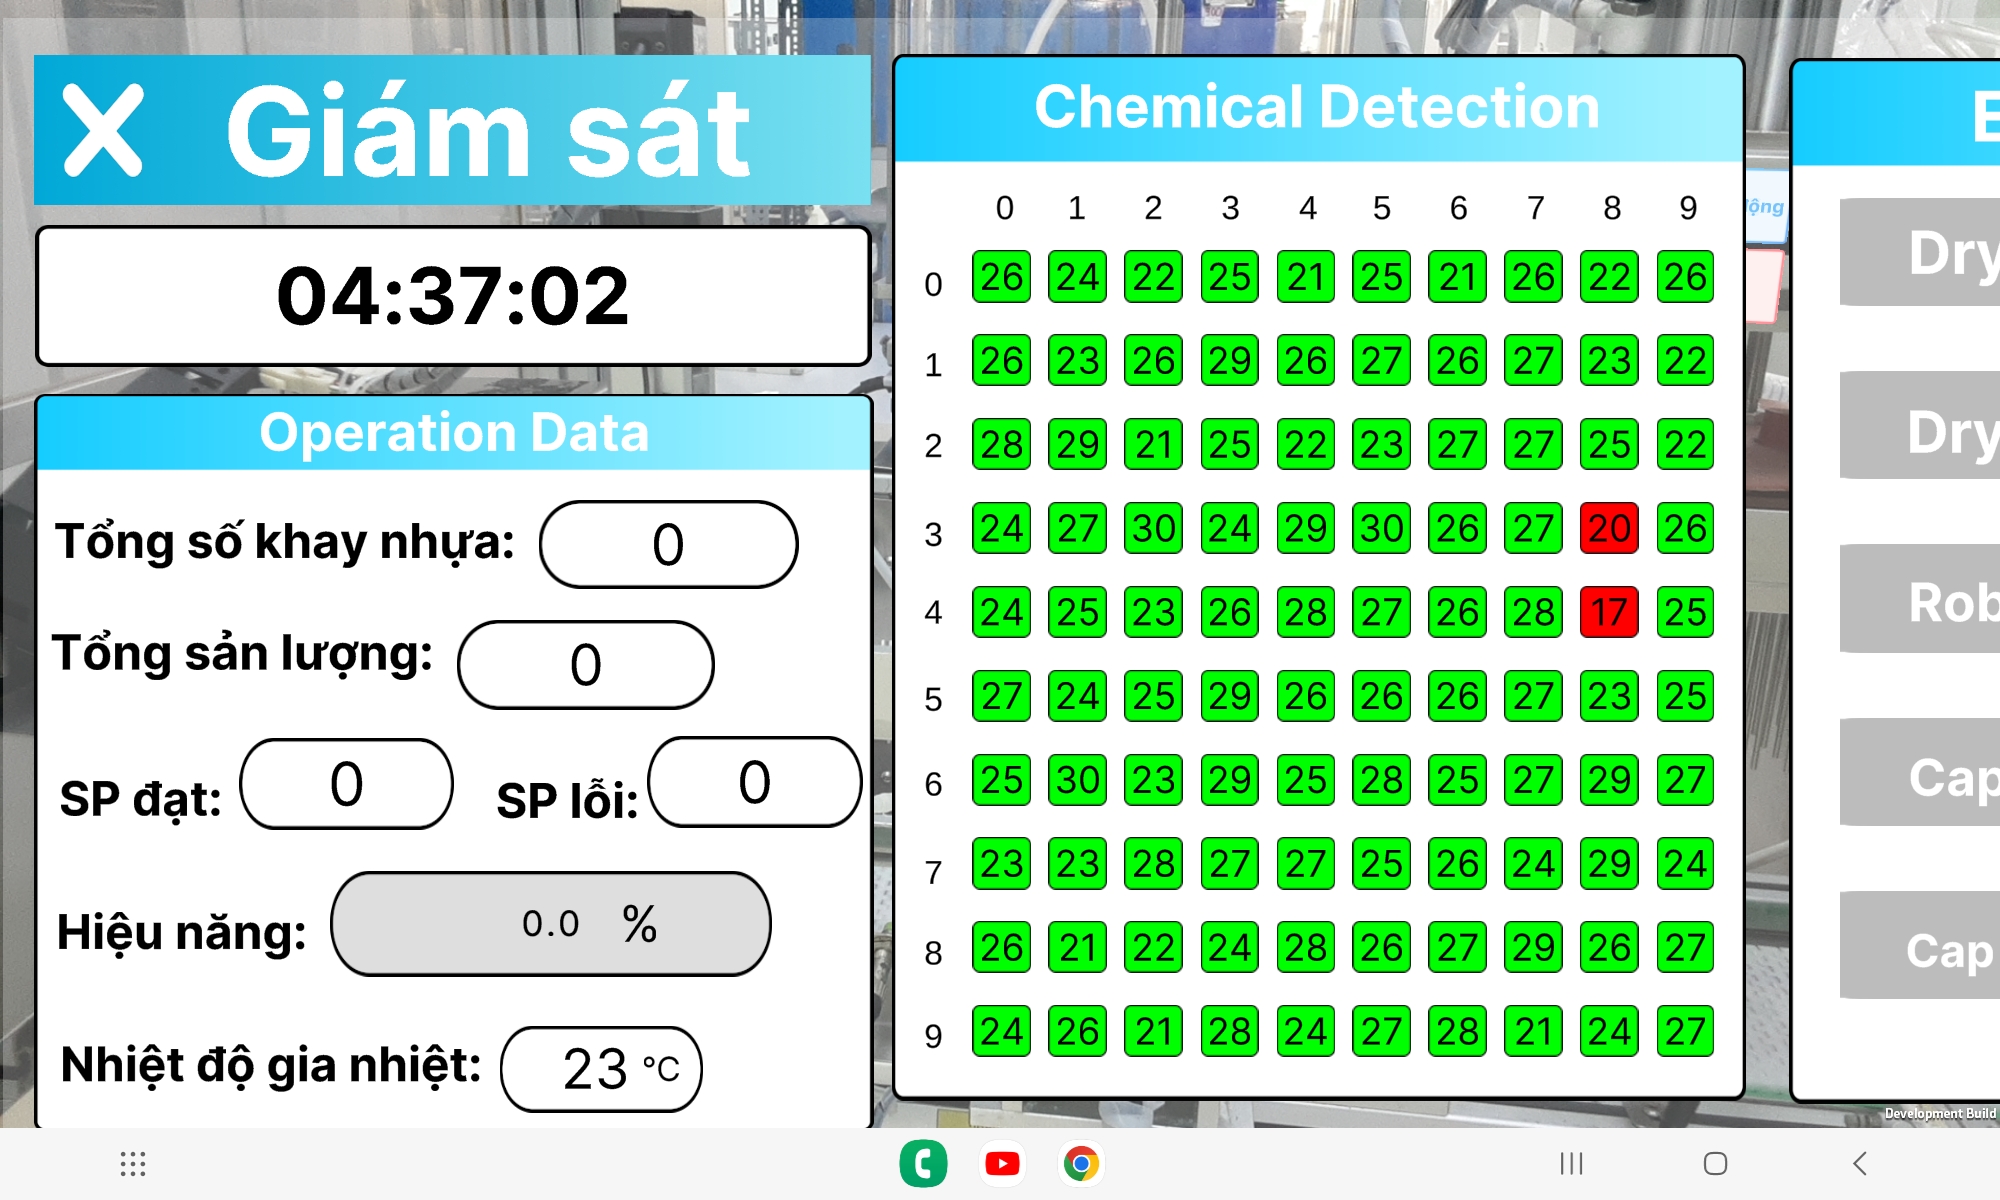 Giám sát
04:37:02
Operation Data
Tổng số khay nhựa: 0
Tổng sản lượng: 0
SP đạt: 0 SP lỗi: 0
Hiệu năng: 0.0 %
Nhiệt độ gia nhiệt: 23 °C
Chemical Detection
0 1 2 3 4 5 6 7 8 9
0 26 24 22 25 21 25 21 26 22 26
1 26 23 26 29 26 27 26 27 23 22
2 28 29 21 25 22 23 27 27 25 22
3 24 27 30 24 29 30 26 27 20 26
4 24 25 23 26 28 27 26 28 17 25
5 27 24 25 29 26 26 26 27 23 25
6 25 30 23 29 25 28 25 27 29 27
7 23 23 28 27 27 25 26 24 29 24
8 26 21 22 24 28 26 27 29 26 27
9 24 26 21 28 24 27 28 21 24 27
Dry
Dry
Rob
Cap
Cap
Development Build